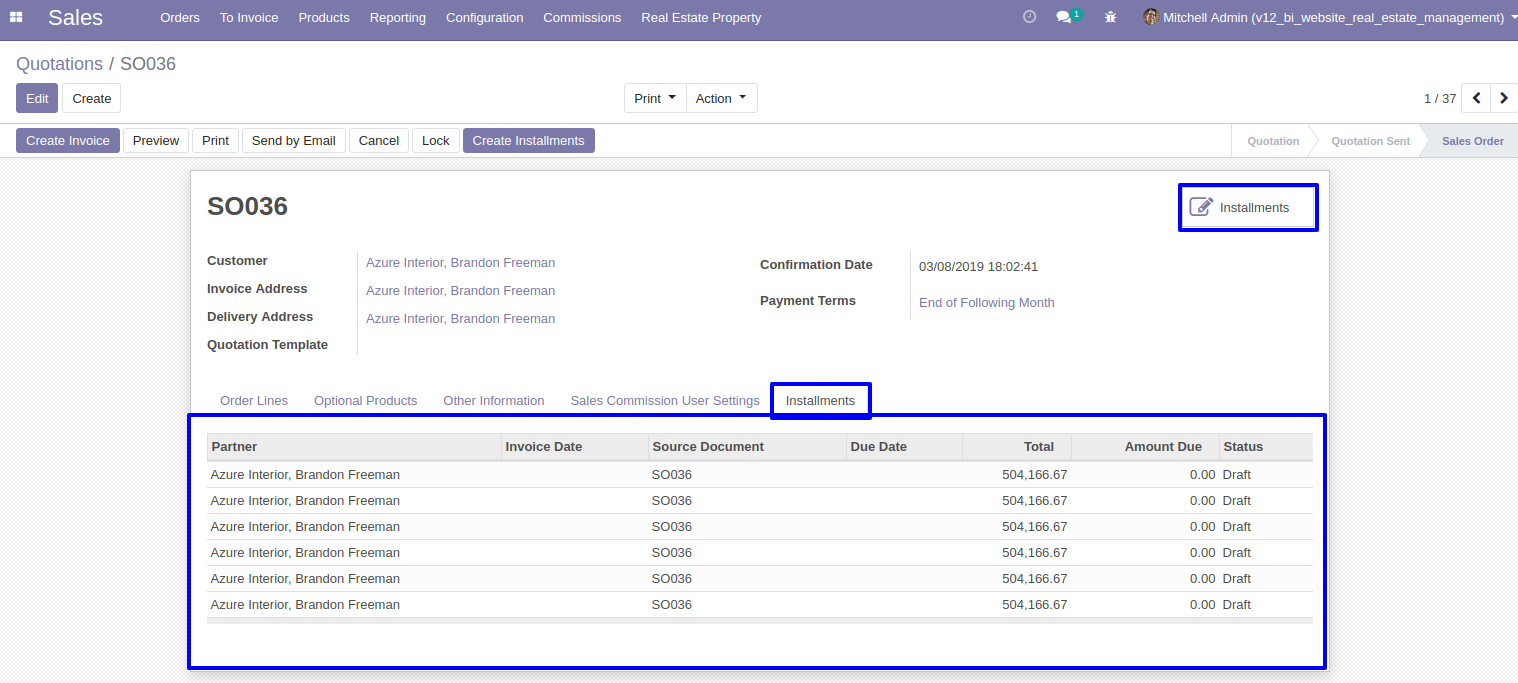 Sales Orders To Invoice Products Reporting Configuration Commissions Real Estate Property 1 Mitchell Admin (v12_bi_website_real_estate_management)
Quotations / SO036
Edit Create Print Action 1 / 37
Create Invoice Preview Print Send by Email Cancel Lock Create Installments Quotation Quotation Sent Sales Order
SO036 Installments
Customer Azure Interior, Brandon Freeman Confirmation Date 03/08/2019 18:02:41
Invoice Address Azure Interior, Brandon Freeman
Payment Terms End of Following Month
Delivery Address Azure Interior, Brandon Freeman
Quotation Template
Order Lines Optional Products Other Information Sales Commission User Settings Installments
Partner Invoice Date Source Document Due Date Total Amount Due Status
Azure Interior, Brandon Freeman SO036 504,166.67 0.00 Draft
Azure Interior, Brandon Freeman SO036 504,166.67 0.00 Draft
Azure Interior, Brandon Freeman SO036 504,166.67 0.00 Draft
Azure Interior, Brandon Freeman SO036 504,166.67 0.00 Draft
Azure Interior, Brandon Freeman SO036 504,166.67 0.00 Draft
Azure Interior, Brandon Freeman SO036 504,166.67 0.00 Draft